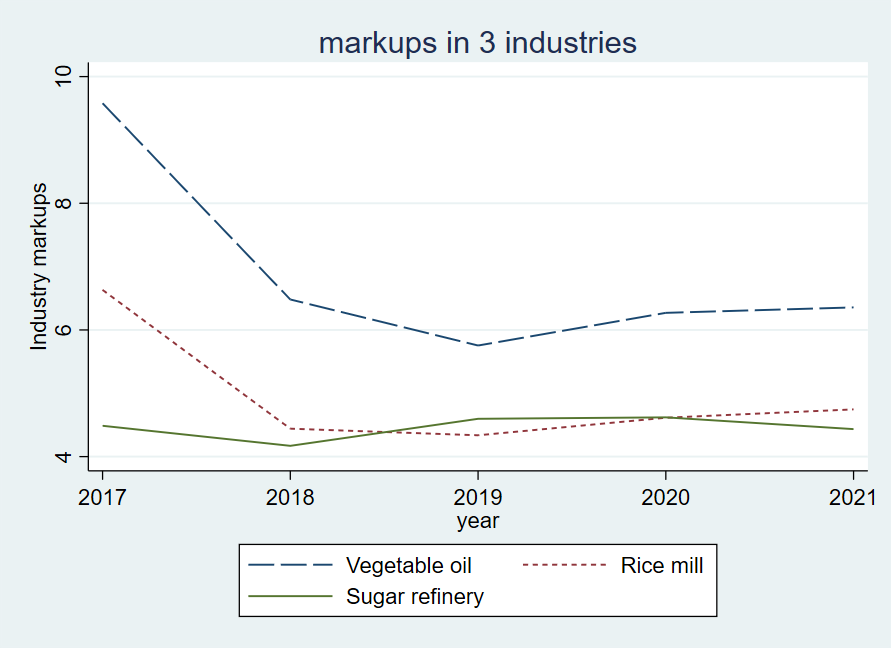 markups in 3 industries
Industry markups
10
8
6
4
2017 2018 2019 2020 2021
year
Vegetable oil Rice mill
Sugar refinery